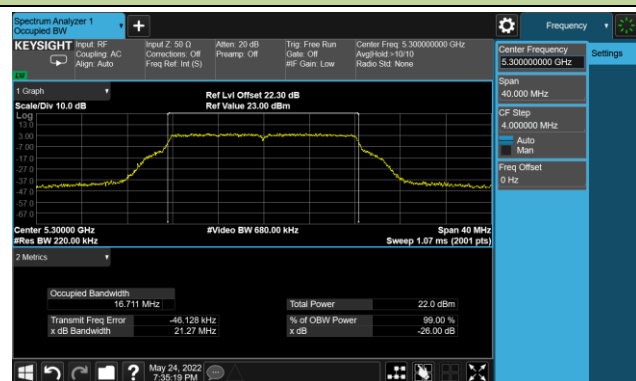 Spectrum Analyzer 1
Occupied BW
+
Frequency
KEYSIGHT
Input: RF
Coupling: AC
Align: Auto
Input Z: 50 Ω
Corrections: Off
Freq Ref: Int (S)
Atten: 20 dB
Preamp: Off
Trig: Free Run
Gate: Off
#IF Gain: Low
Center Freq: 5.300000000 GHz
Avg|Hold:>10/10
Radio Std: None
Center Frequency
5.300000000 GHz
Settings
Span
40.000 MHz
CF Step
4.000000 MHz
Auto
Man
Freq Offset
0 Hz
1 Graph
Scale/Div 10.0 dB
Ref Lvl Offset 22.30 dB
Ref Value 23.00 dBm
Log
13.0
3.00
-7.00
-17.0
-27.0
-37.0
-47.0
-57.0
-67.0
Center 5.30000 GHz
#Res BW 220.00 kHz
#Video BW 680.00 kHz
Span 40 MHz
Sweep 1.07 ms (2001 pts)
2 Metrics
Occupied Bandwidth
16.711 MHz
Total Power 22.0 dBm
Transmit Freq Error -46.128 kHz
% of OBW Power 99.00 %
x dB Bandwidth 21.27 MHz
x dB -26.00 dB
?
May 24, 2022
7:35:19 PM